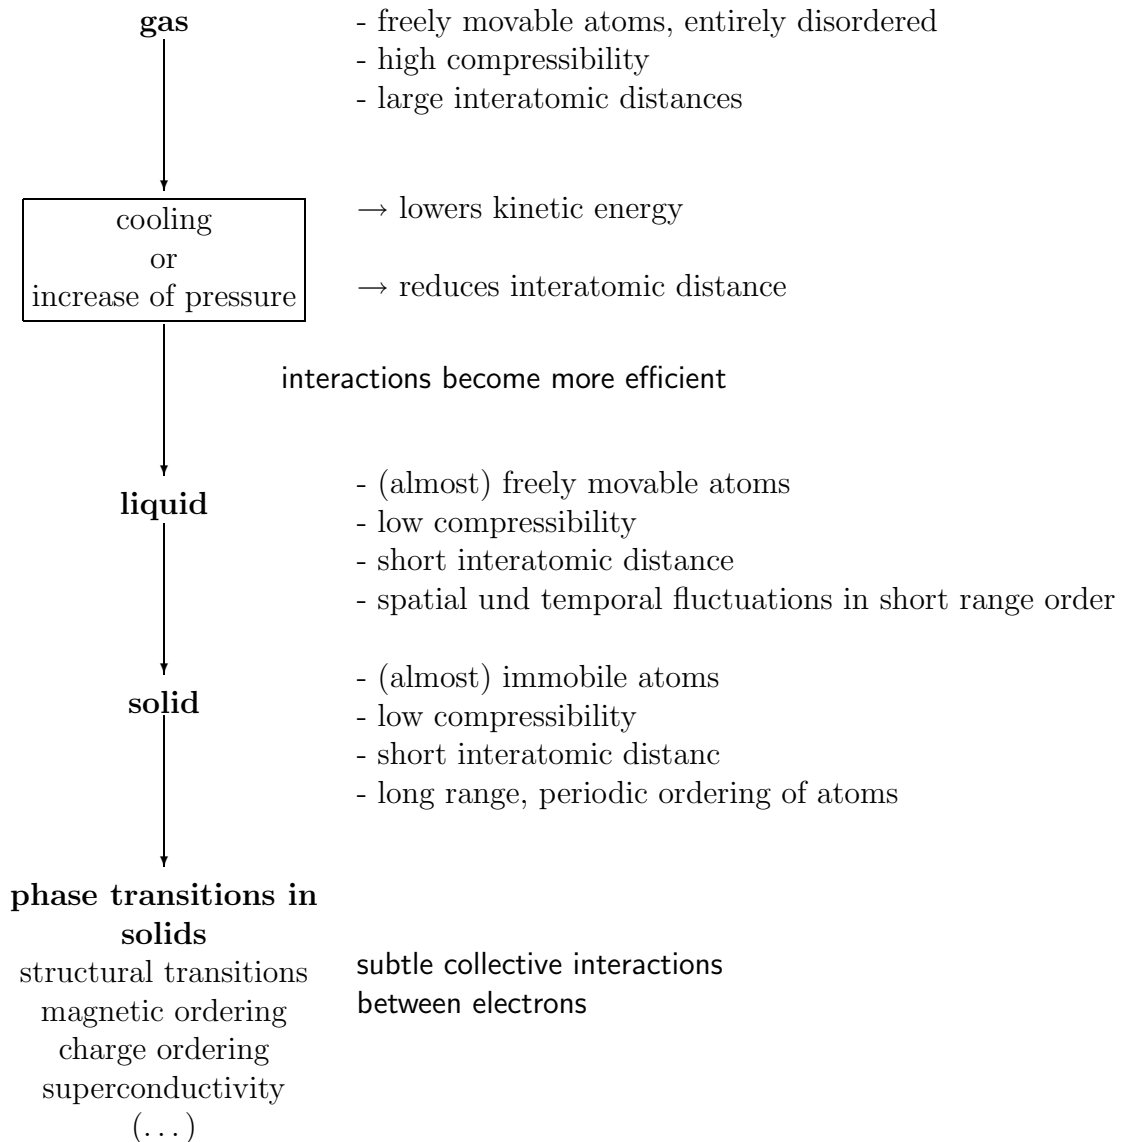 gas
- freely movable atoms, entirely disordered
- high compressibility
- large interatomic distances
cooling
or
increase of pressure
→ lowers kinetic energy
→ reduces interatomic distance
interactions become more efficient
liquid
- (almost) freely movable atoms
- low compressibility
- short interatomic distance
- spatial und temporal fluctuations in short range order
solid
- (almost) immobile atoms
- low compressibility
- short interatomic distanc
- long range, periodic ordering of atoms
phase transitions in
solids
structural transitions
magnetic ordering
charge ordering
superconductivity
(...)
subtle collective interactions
between electrons